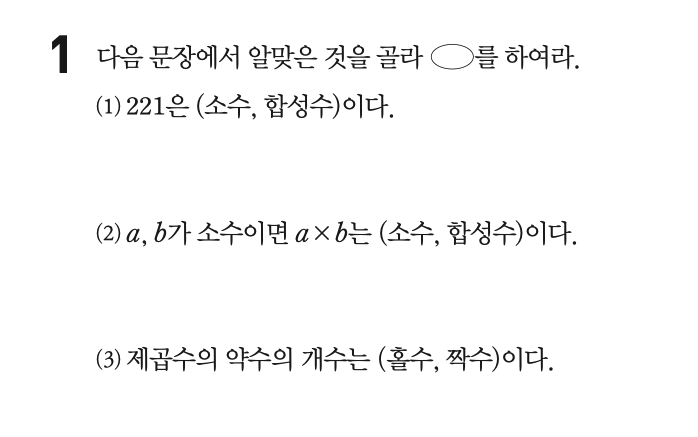 1 다음 문장에서 알맞은 것을 골라 ◯를 하여라.
⑴ 221은 (소수, 합성수)이다.
⑵ a, b가 소수이면 a×b는 (소수, 합성수)이다.
⑶ 제곱수의 약수의 개수는 (홀수, 짝수)이다.